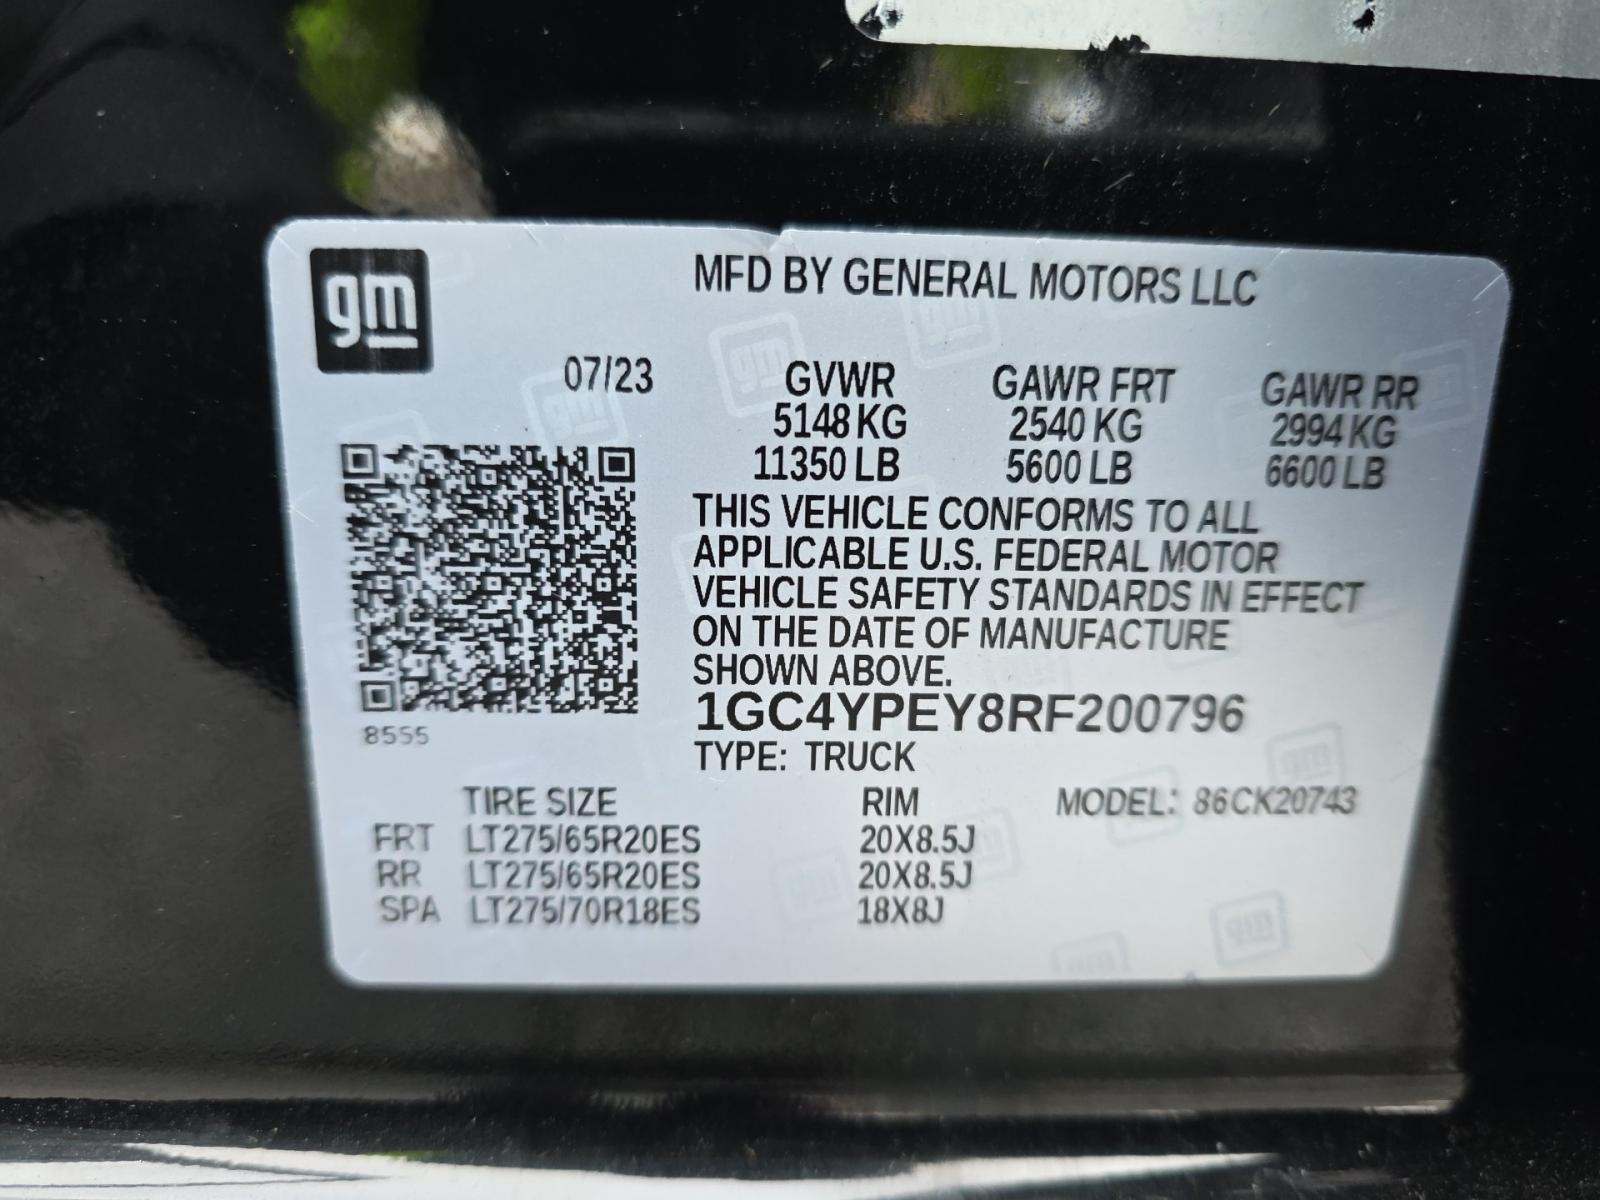 gm
MFD BY GENERAL MOTORS LLC
07/23 GVWR GAWR FRT GAWR RR
5148 KG 2540 KG 2994 KG
11350 LB 5600 LB 6600 LB
THIS VEHICLE CONFORMS TO ALL
APPLICABLE U.S. FEDERAL MOTOR
VEHICLE SAFETY STANDARDS IN EFFECT
ON THE DATE OF MANUFACTURE
SHOWN ABOVE.
1GC4YPEY8RF200796
8555
TYPE: TRUCK
TIRE SIZE RIM MODEL: 86CK20743
FRT LT275/65R20ES 20X8.5J
RR LT275/65R20ES 20X8.5J
SPA LT275/70R18ES 18X8J